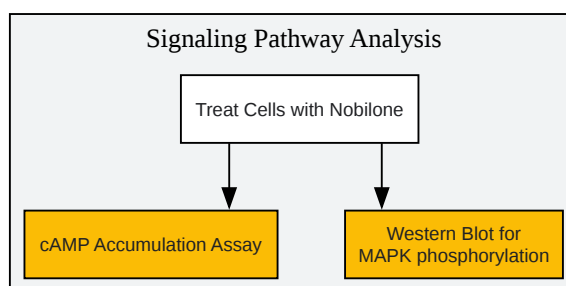 Signaling Pathway Analysis
Treat Cells with Nobilone
cAMP Accumulation Assay
Western Blot for
MAPK phosphorylation